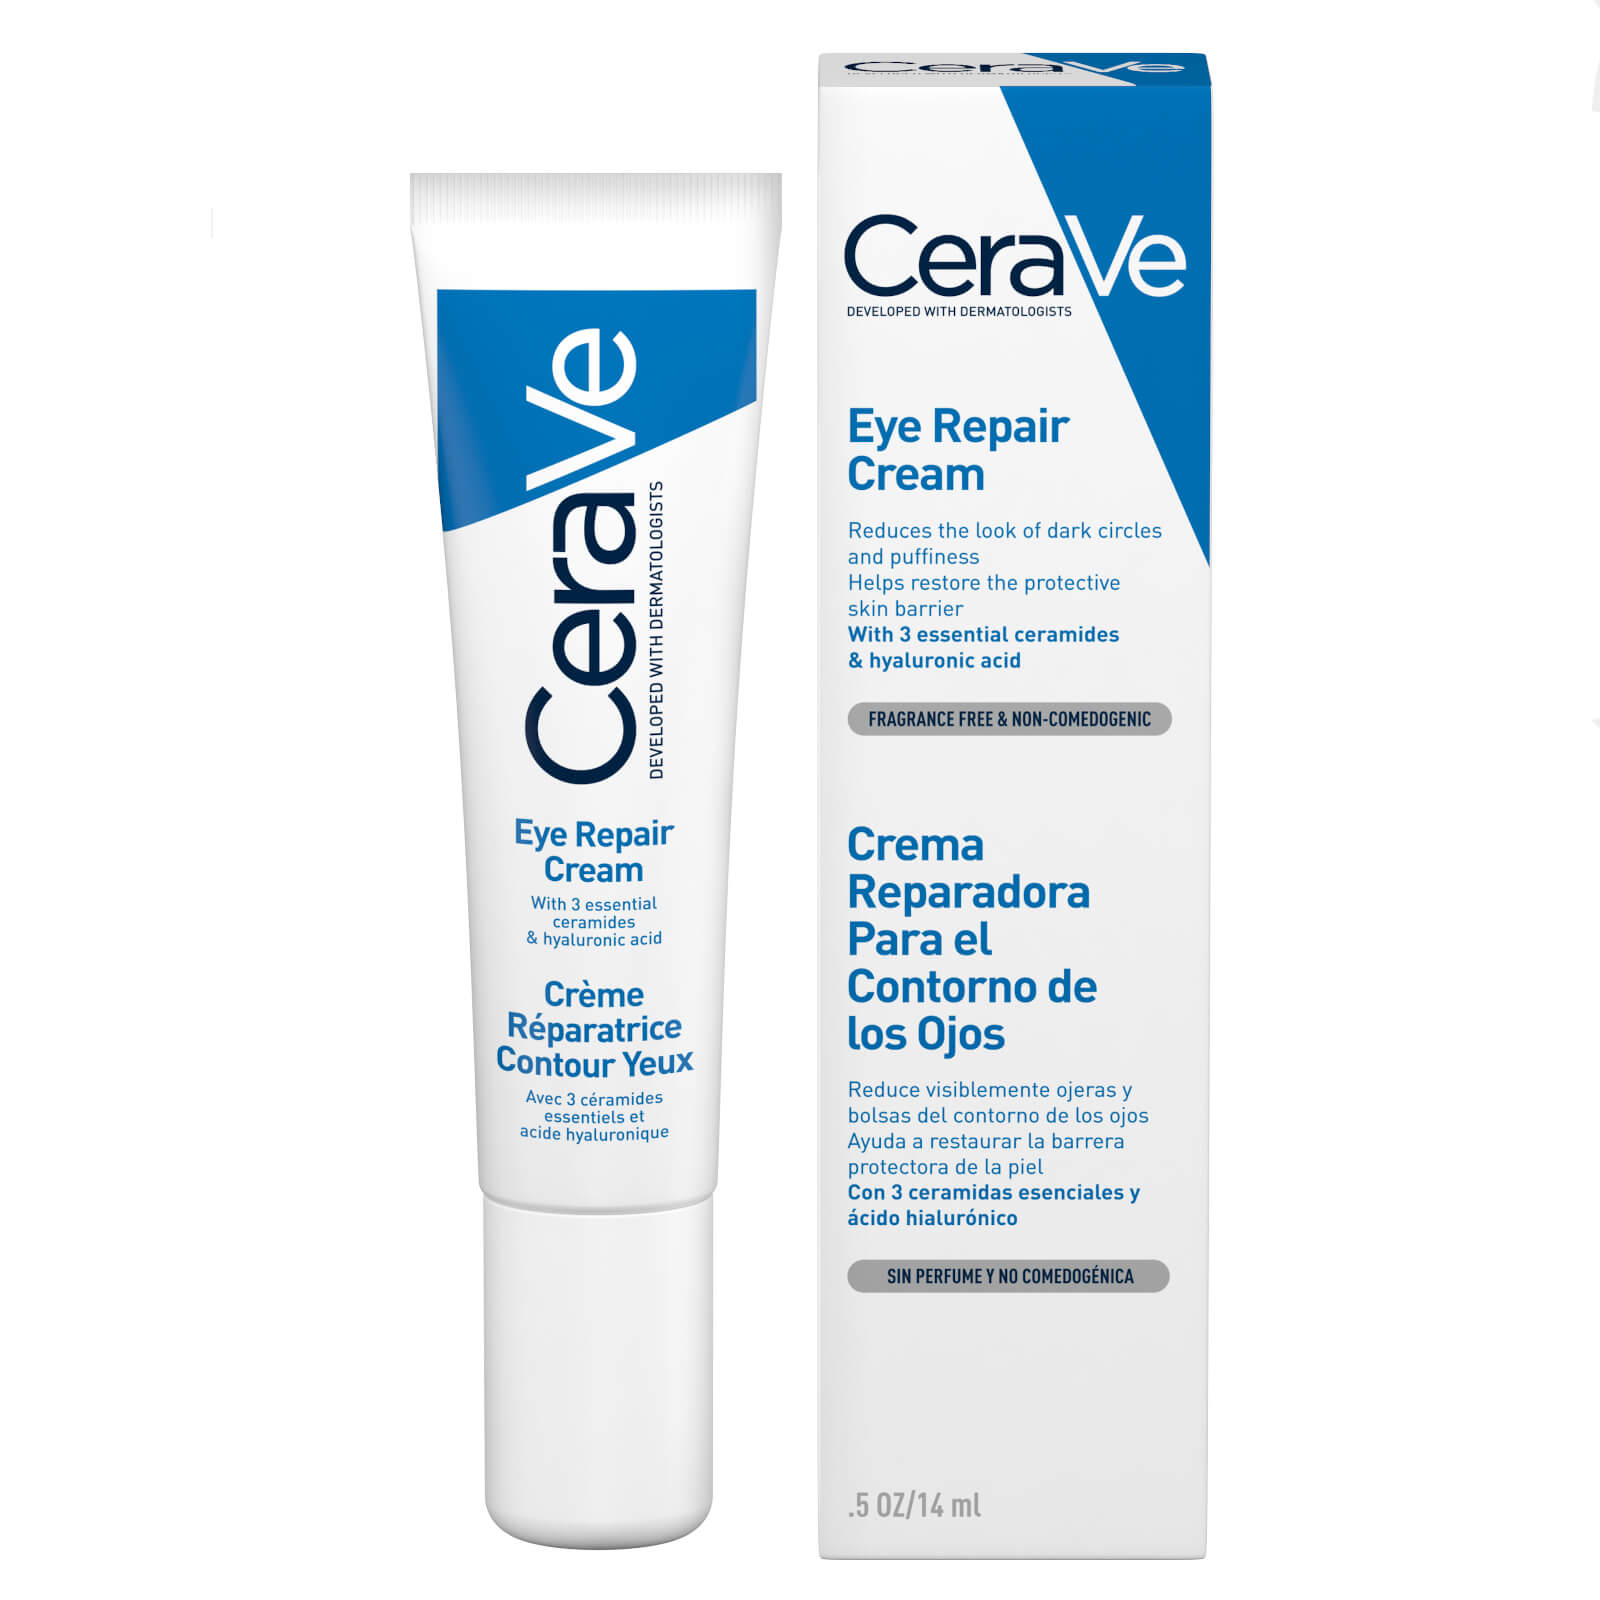 CeraVe
DEVELOPED WITH DERMATOLOGISTS
Eye Repair
Cream
With 3 essential
ceramides
& hyaluronic acid
Crème
Réparatrice
Contour Yeux
Avec 3 céramides
essentiels et
acide hyaluronique
CeraVe
DEVELOPED WITH DERMATOLOGISTS
CeraVe
DEVELOPED WITH DERMATOLOGISTS
Eye Repair
Cream
Reduces the look of dark circles
and puffiness
Helps restore the protective
skin barrier
With 3 essential ceramides
& hyaluronic acid
FRAGRANCE FREE & NON-COMEDOGENIC
Crema
Reparadora
Para el
Contorno de
los Ojos
Reduce visiblemente ojeras y
bolsas del contorno de los ojos
Ayuda a restaurar la barrera
protectora de la piel
Con 3 ceramidas esenciales y
ácido hialurónico
SIN PERFUME Y NO COMEDOGÉNICA
.5 OZ/14 ml